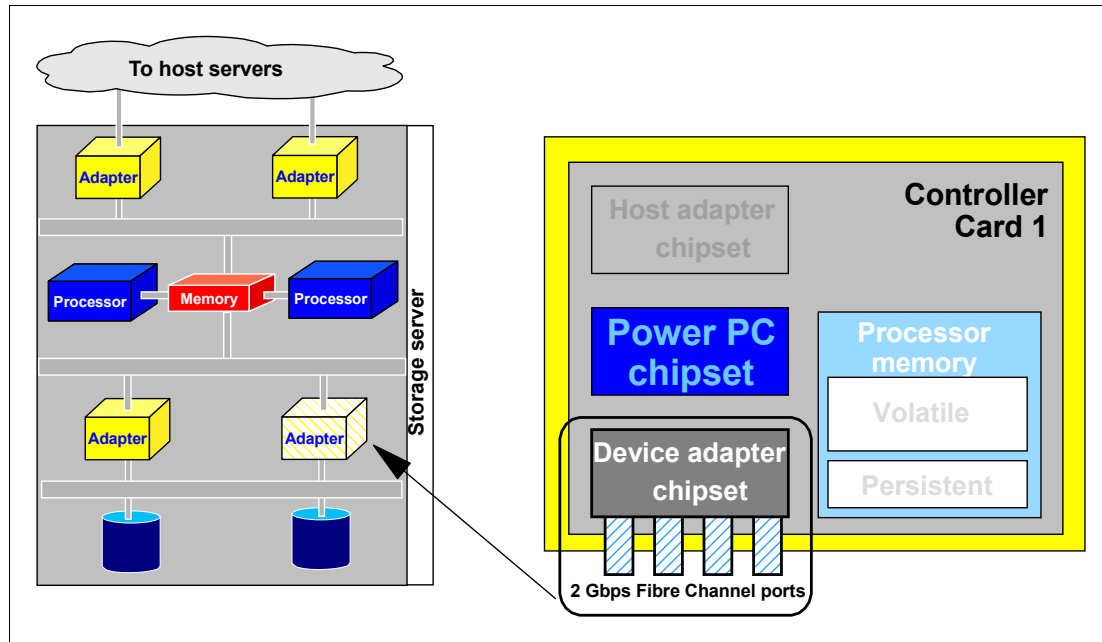 To host servers
Adapter
Adapter
Processor
Memory
Processor
Adapter
Adapter
Storage server
Controller
Card 1
Host adapter
chipset
Power PC
chipset
Processor
memory
Volatile
Persistent
Device adapter
chipset
2 Gbps Fibre Channel ports